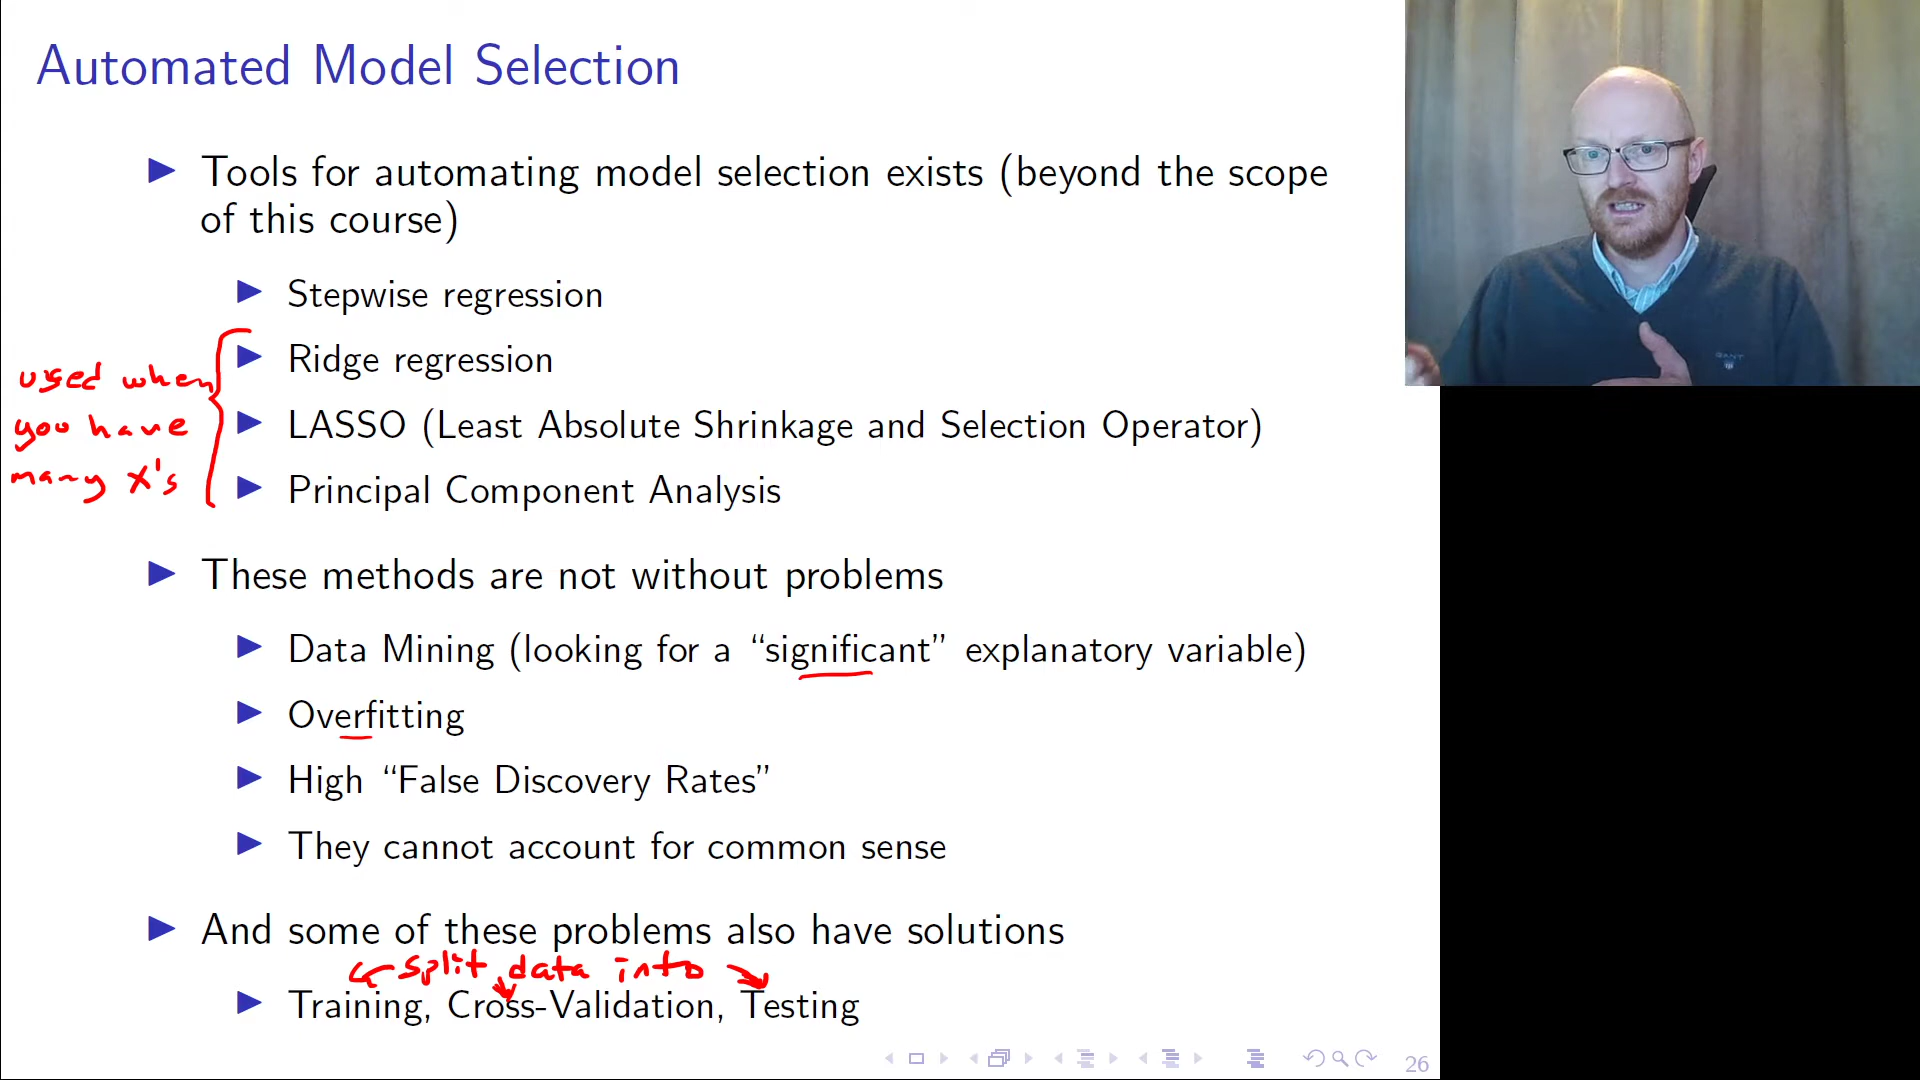 Automated Model Selection
Tools for automating model selection exists (beyond the scope
of this course)
Stepwise regression
Ridge regression
LASSO (Least Absolute Shrinkage and Selection Operator)
Principal Component Analysis
used when
you have
many X's
These methods are not without problems
Data Mining (looking for a “significant” explanatory variable)
Overfitting
High “False Discovery Rates”
They cannot account for common sense
And some of these problems also have solutions
split data into
Training, Cross-Validation, Testing
26
GANT